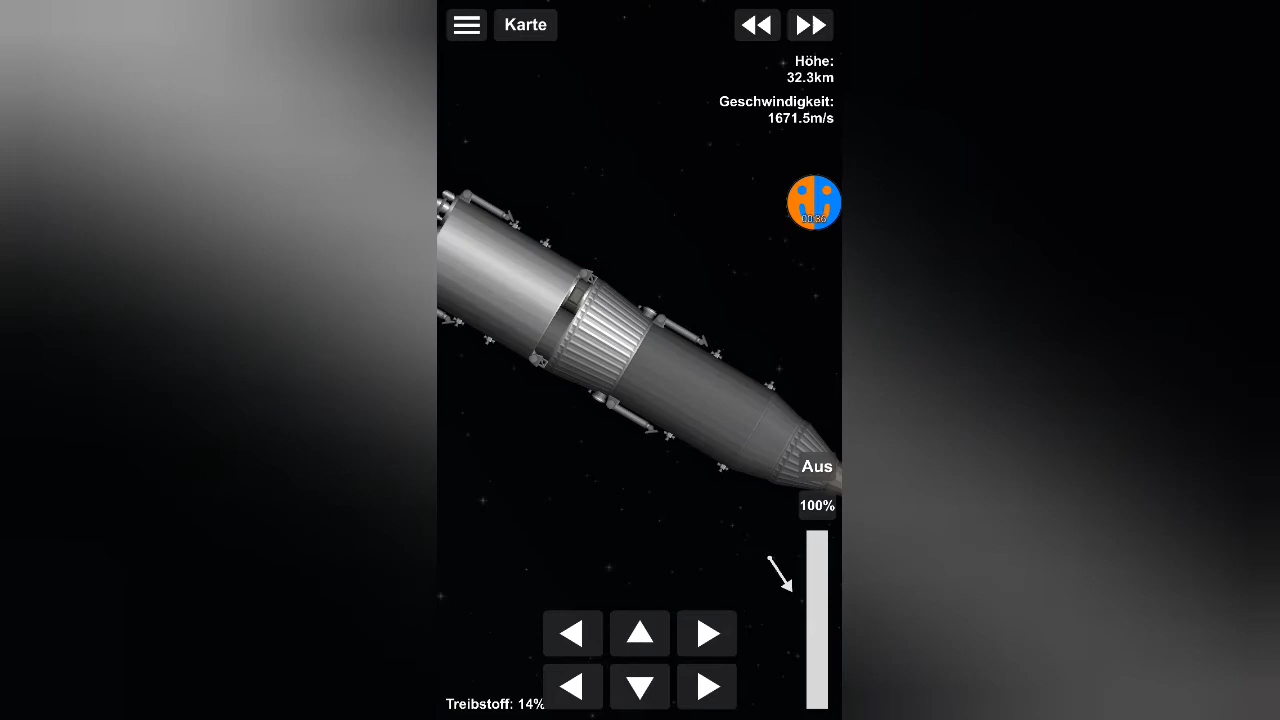 Karte
Höhe:
32.3km
Geschwindigkeit:
1671.5m/s
Aus
100%
Treibstoff: 14%